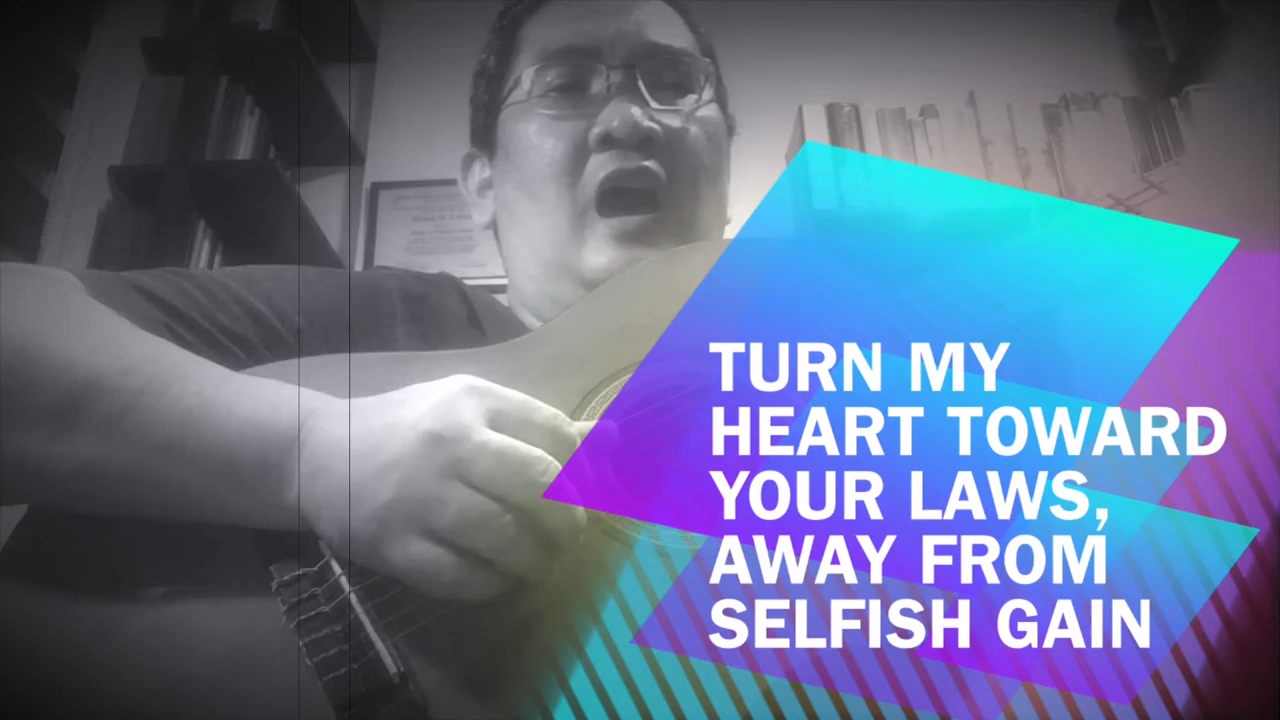 TURN MY
HEART TOWARD
YOUR LAWS,
AWAY FROM
SELFISH GAIN